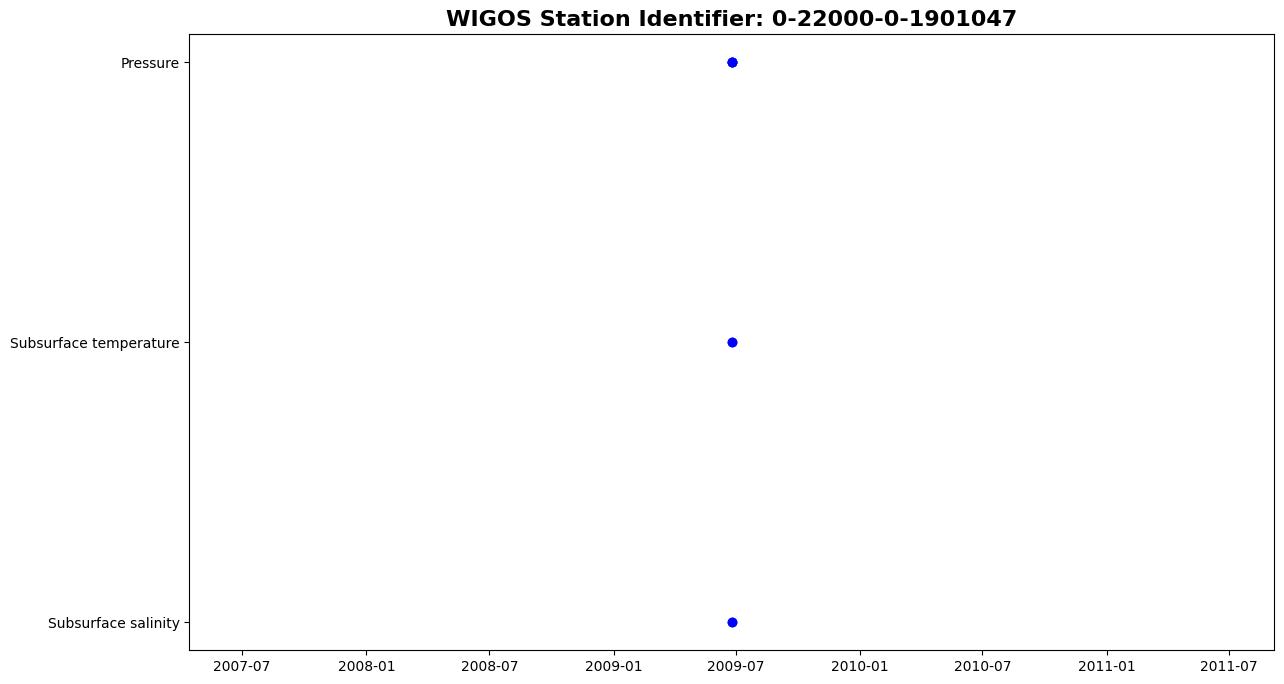 WIGOS Station Identifier: 0-22000-0-1901047
Pressure
Subsurface temperature
Subsurface salinity
2007-07 2008-01 2008-07 2009-01 2009-07 2010-01 2010-07 2011-01 2011-07